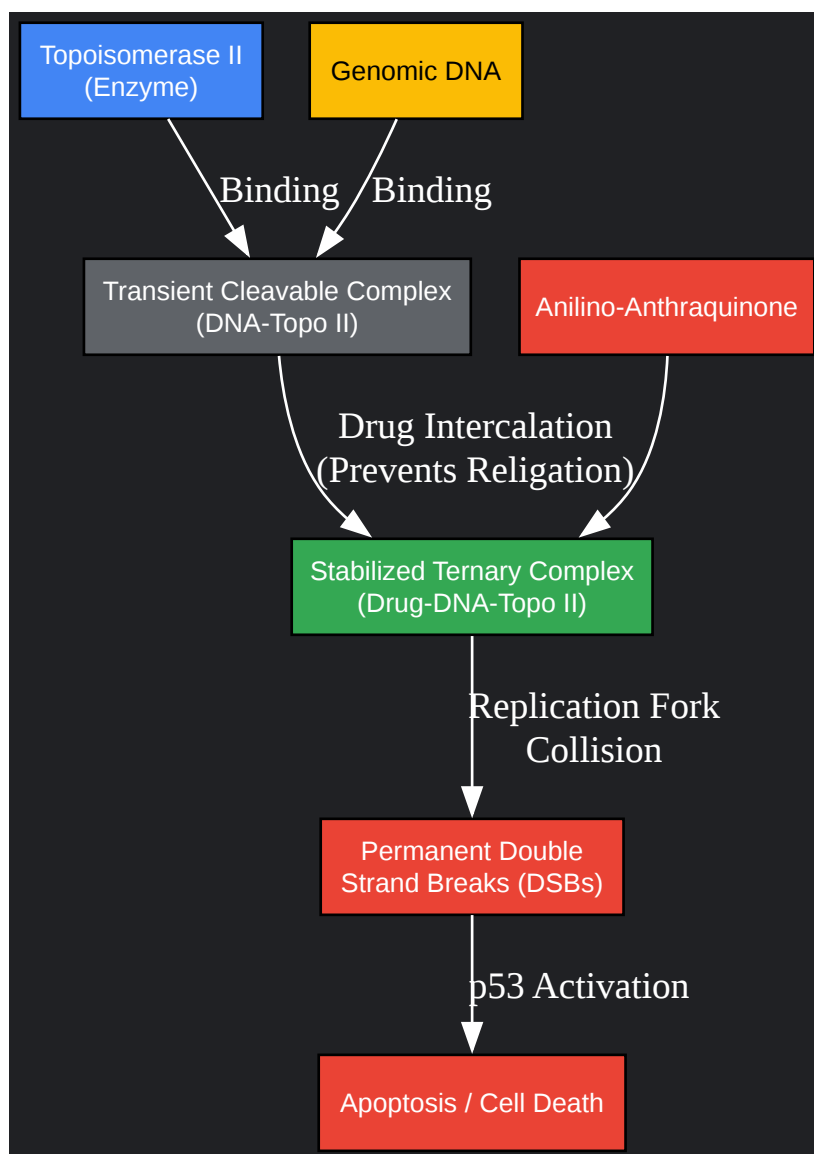 Topoisomerase II
(Enzyme)
Genomic DNA
Binding
Binding
Transient Cleavable Complex
(DNA-Topo II)
Anilino-Anthraquinone
Drug Intercalation
(Prevents Religation)
Stabilized Ternary Complex
(Drug-DNA-Topo II)
Replication Fork
Collision
Permanent Double
Strand Breaks (DSBs)
p53 Activation
Apoptosis / Cell Death